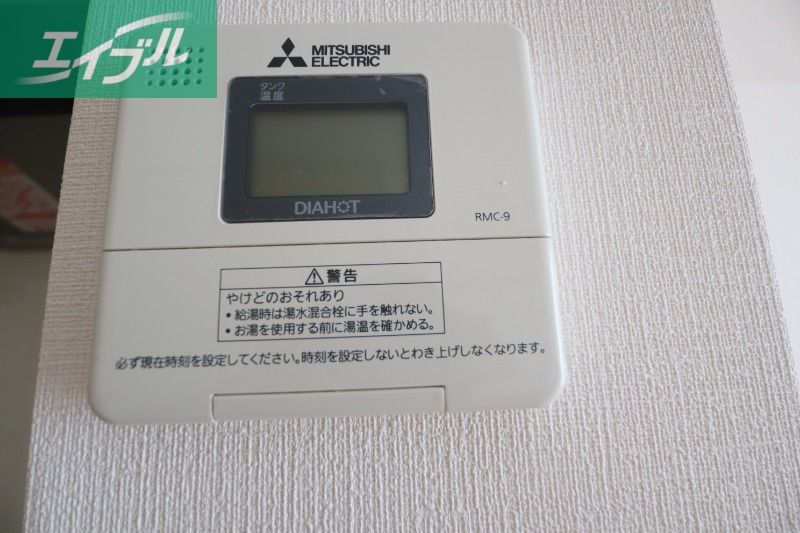 エイブル
MITSUBISHI
ELECTRIC
タンク
温度
DIAHOT
RMC-9
警告
やけどのおそれあり
・給湯時は湯水混合栓に手を触れない。
・お湯を使用する前に湯温を確かめる。
必ず現在時刻を設定してください。時刻を設定しないとわき上げしなくなります。